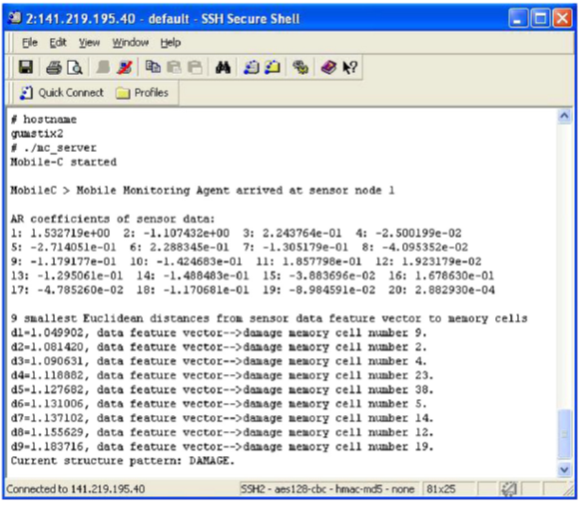 2:141.219.195.40 - default - SSH Secure Shell
File Edit View Window Help
Quick Connect Profiles
# hostname
gumstix2
# ./mc_server
Mobile-C started
MobileC > Mobile Monitoring Agent arrived at sensor node 1
AR coefficients of sensor data:
1: 1.532719e+00 2: -1.107432e+00 3: 2.243764e-01 4: -2.500199e-02
5: -2.714051e-01 6: 2.288345e-01 7: -1.305179e-01 8: -4.095352e-02
9: -1.179177e-01 10: -1.424683e-01 11: 1.857798e-01 12: 1.923179e-02
13: -1.295061e-01 14: -1.488483e-01 15: -3.883696e-02 16: 1.678630e-01
17: -4.785260e-02 18: -1.170681e-01 19: -8.984591e-02 20: 2.882930e-04
9 smallest Euclidean distances from sensor data feature vector to memory cells
d1=1.049902, data feature vector-->damage memory cell number 9.
d2=1.081420, data feature vector-->damage memory cell number 2.
d3=1.090631, data feature vector-->damage memory cell number 4.
d4=1.118882, data feature vector-->damage memory cell number 23.
d5=1.127682, data feature vector-->damage memory cell number 38.
d6=1.131006, data feature vector-->damage memory cell number 5.
d7=1.137102, data feature vector-->damage memory cell number 14.
d8=1.155629, data feature vector-->damage memory cell number 12.
d9=1.183716, data feature vector-->damage memory cell number 19.
Current structure pattern: DAMAGE.
Connected to 141.219.195.40 SSH2 - aes128-cbc - hmac-md5 - none 81x25